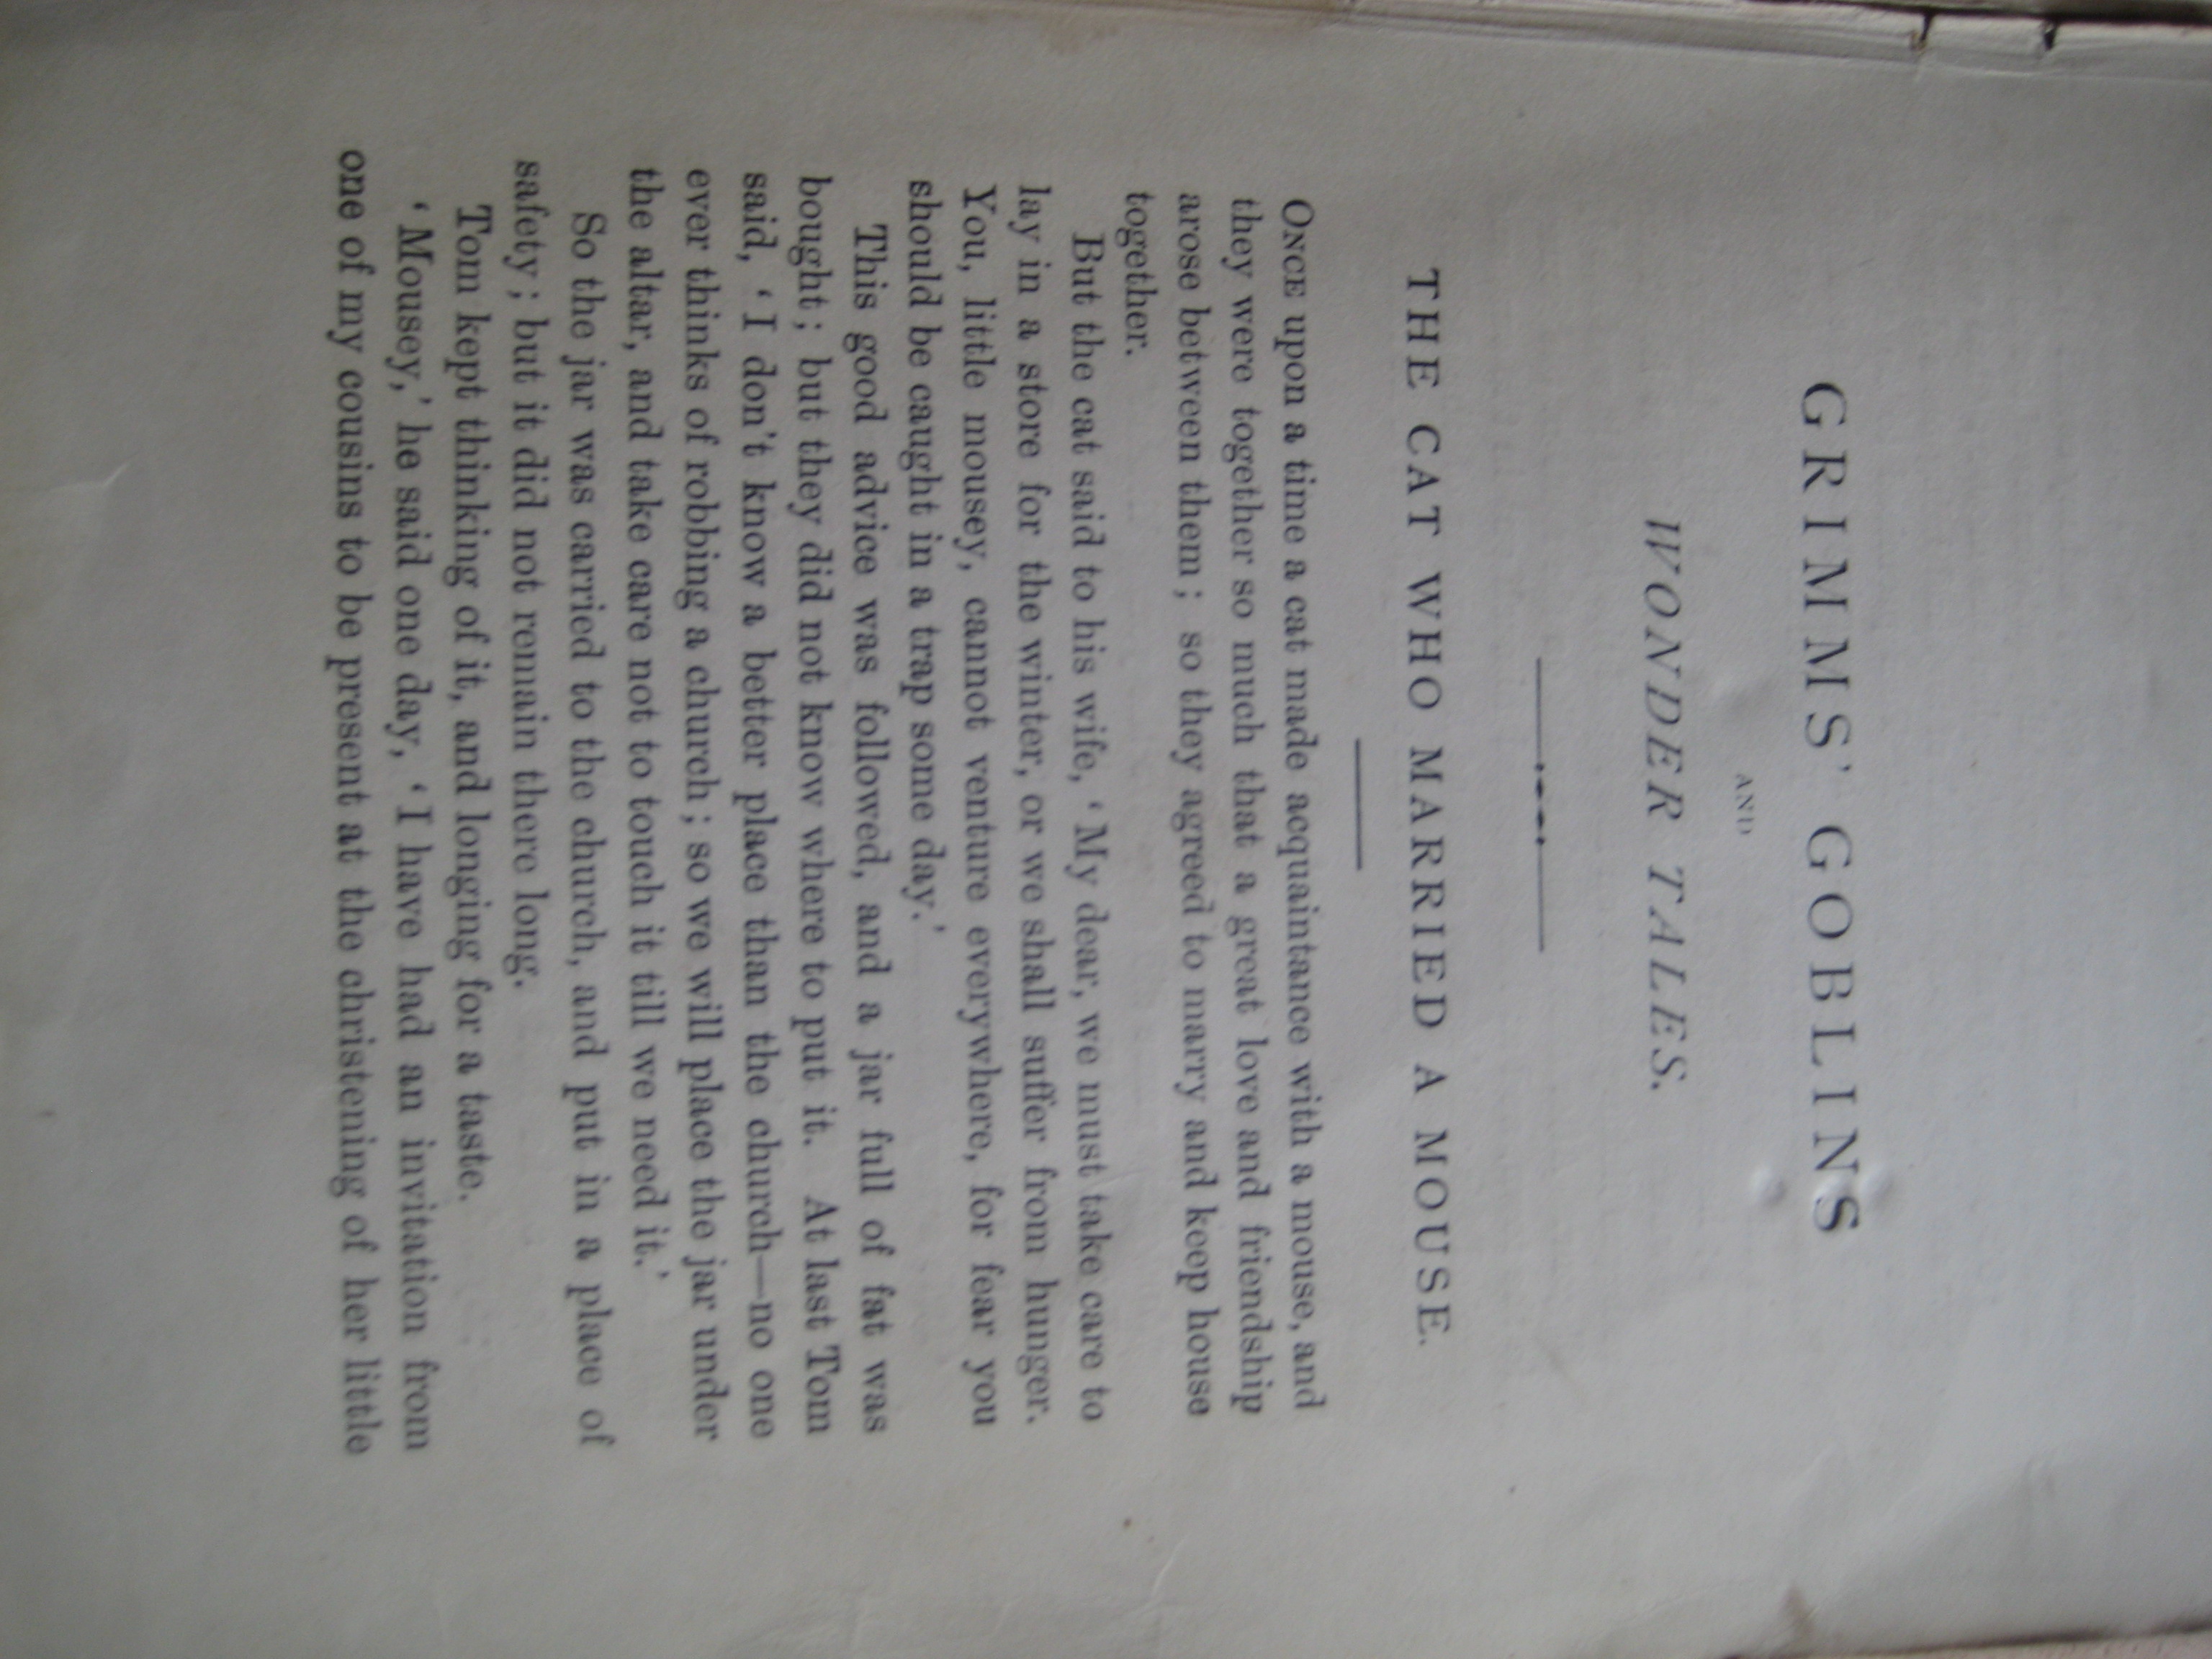 GRIMMS' GOBLINS
AND
WONDER TALES.
THE CAT WHO MARRIED A MOUSE.
ONCE upon a time a cat made acquaintance with a mouse, and
they were together so much that a great love and friendship
arose between them; so they agreed to marry and keep house
together.
But the cat said to his wife, 'My dear, we must take care to
lay in a store for the winter, or we shall suffer from hunger.
You, little mousey, cannot venture everywhere, for fear you
should be caught in a trap some day.'
This good advice was followed, and a jar full of fat was
bought; but they did not know where to put it. At last Tom
said, 'I don't know a better place than the church—no one
ever thinks of robbing a church; so we will place the jar under
the altar, and take care not to touch it till we need it.'
So the jar was carried to the church, and put in a place of
safety; but it did not remain there long.
Tom kept thinking of it, and longing for a taste.
'Mousey,' he said one day, 'I have had an invitation from
one of my cousins to be present at the christening of her little